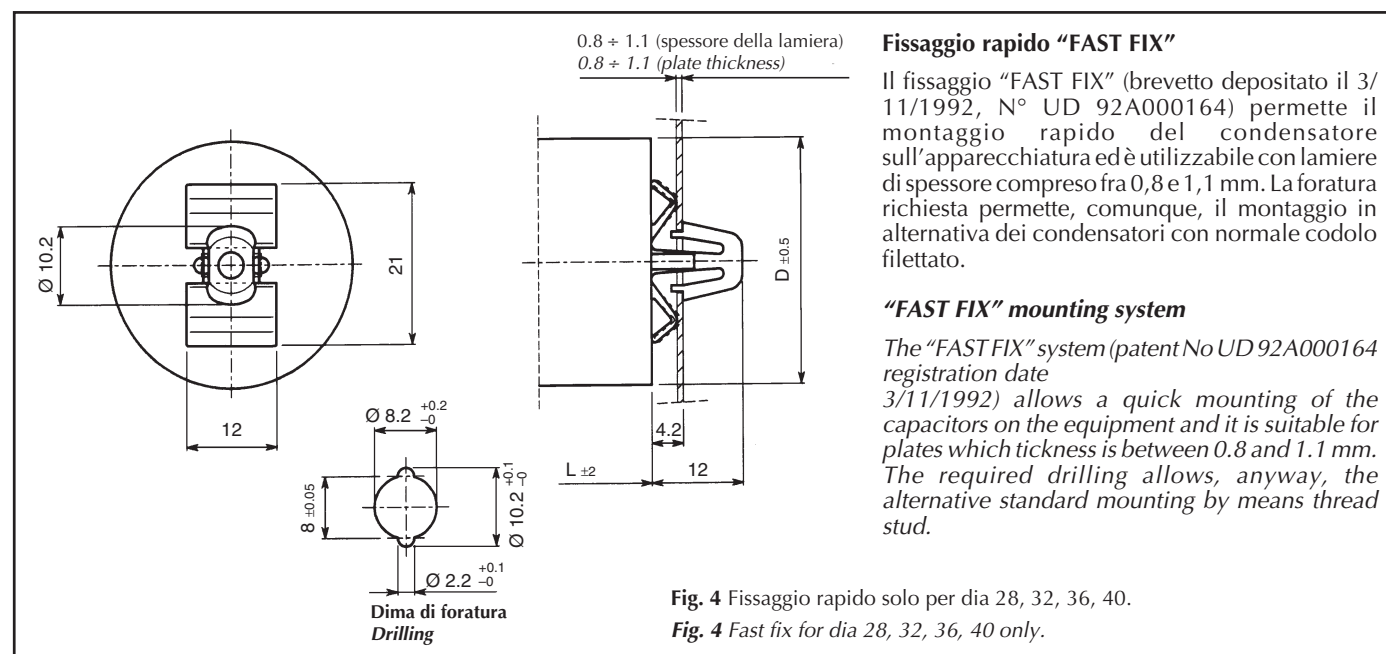 0.8 ÷ 1.1 (spessore della lamiera)
0.8 ÷ 1.1 (plate thickness)
Ø 10.2
21
12
D ±0.5
4.2
L ±2
12
Ø 8.2 +0.2 –0
8 ±0.05
Ø 10.2 +0.1 –0
Ø 2.2 +0.1 –0
Dima di foratura
Drilling
Fissaggio rapido “FAST FIX”
Il fissaggio “FAST FIX” (brevetto depositato il 3/
11/1992, N° UD 92A000164) permette il
montaggio rapido del condensatore
sull’apparecchiatura ed è utilizzabile con lamiere
di spessore compreso fra 0,8 e 1,1 mm. La foratura
richiesta permette, comunque, il montaggio in
alternativa dei condensatori con normale codolo
filettato.
“FAST FIX” mounting system
The “FAST FIX” system (patent No UD 92A000164
registration date
3/11/1992) allows a quick mounting of the
capacitors on the equipment and it is suitable for
plates which tickness is between 0.8 and 1.1 mm.
The required drilling allows, anyway, the
alternative standard mounting by means thread
stud.
Fig. 4 Fissaggio rapido solo per dia 28, 32, 36, 40.
Fig. 4 Fast fix for dia 28, 32, 36, 40 only.